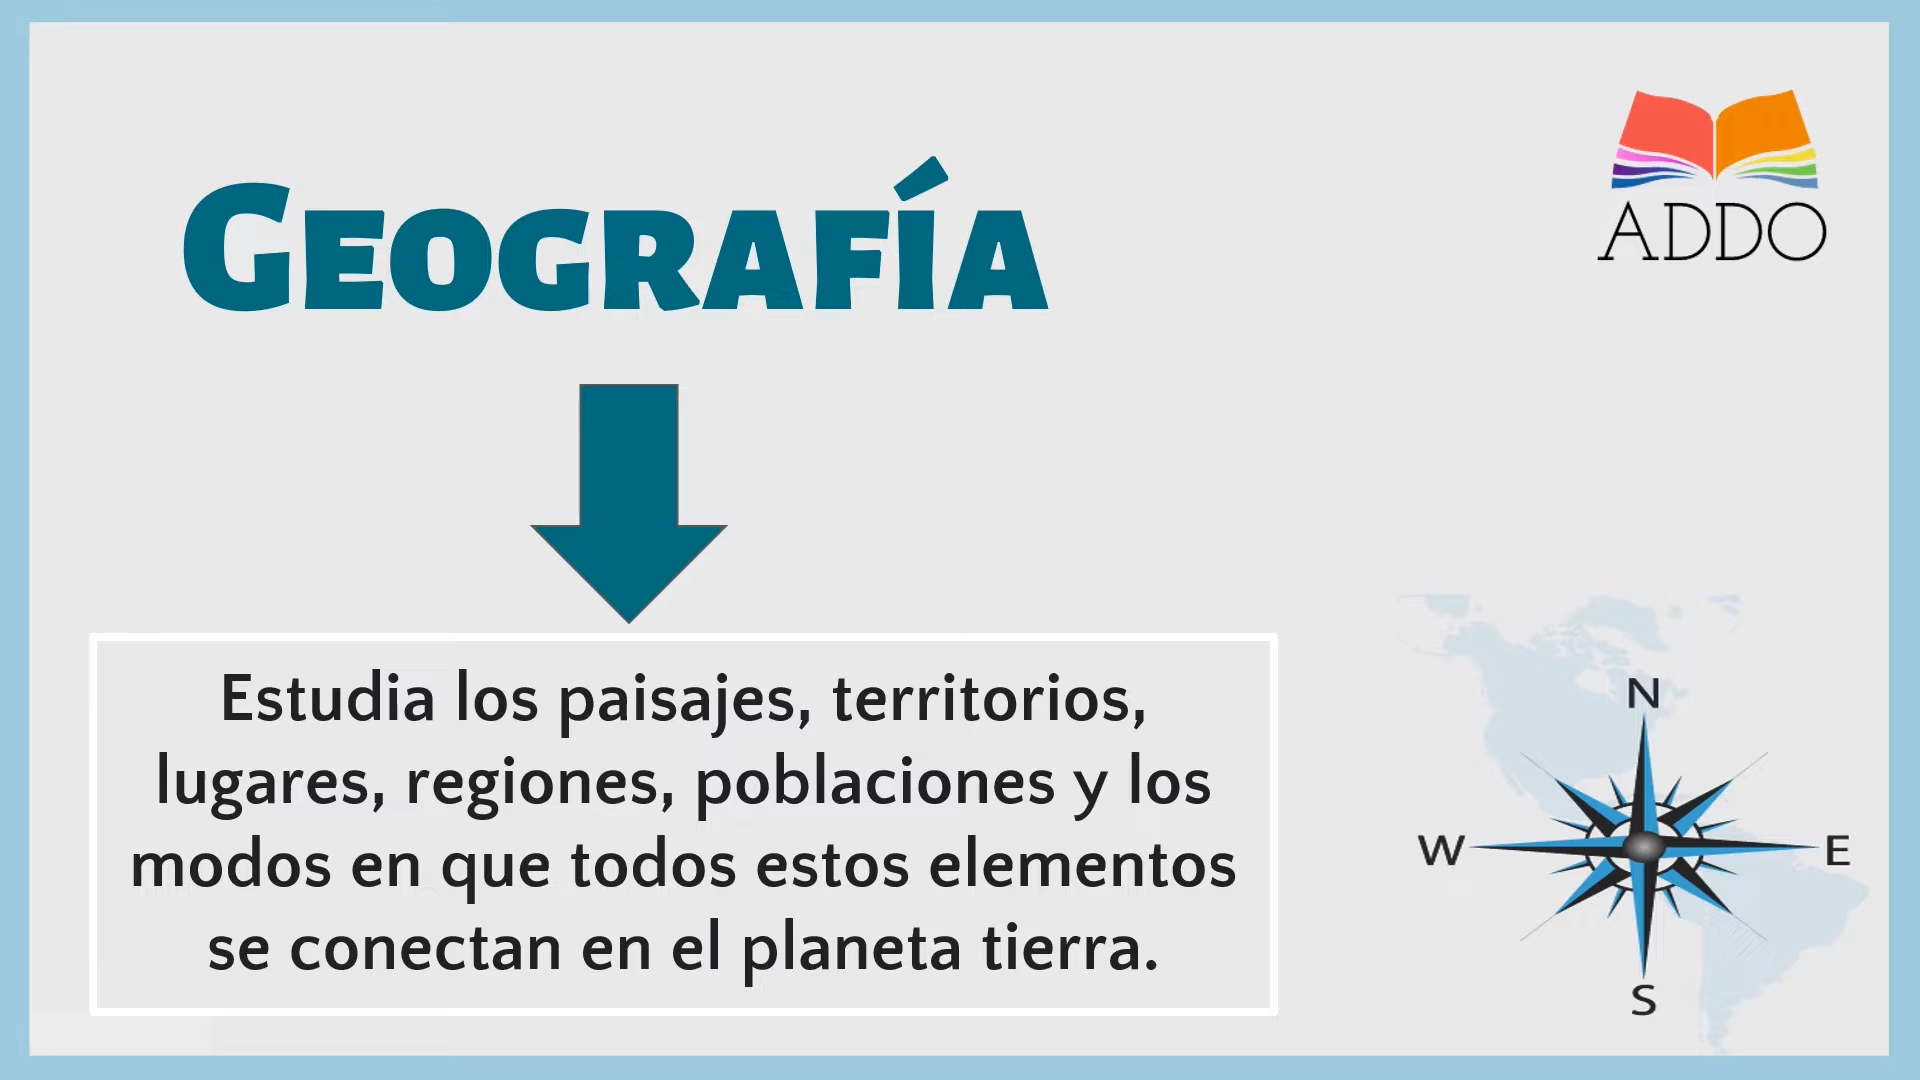 GEOGRAFÍA
ADDO
Estudia los paisajes, territorios,
lugares, regiones, poblaciones y los
modos en que todos estos elementos
se conectan en el planeta tierra.
N
W
E
S